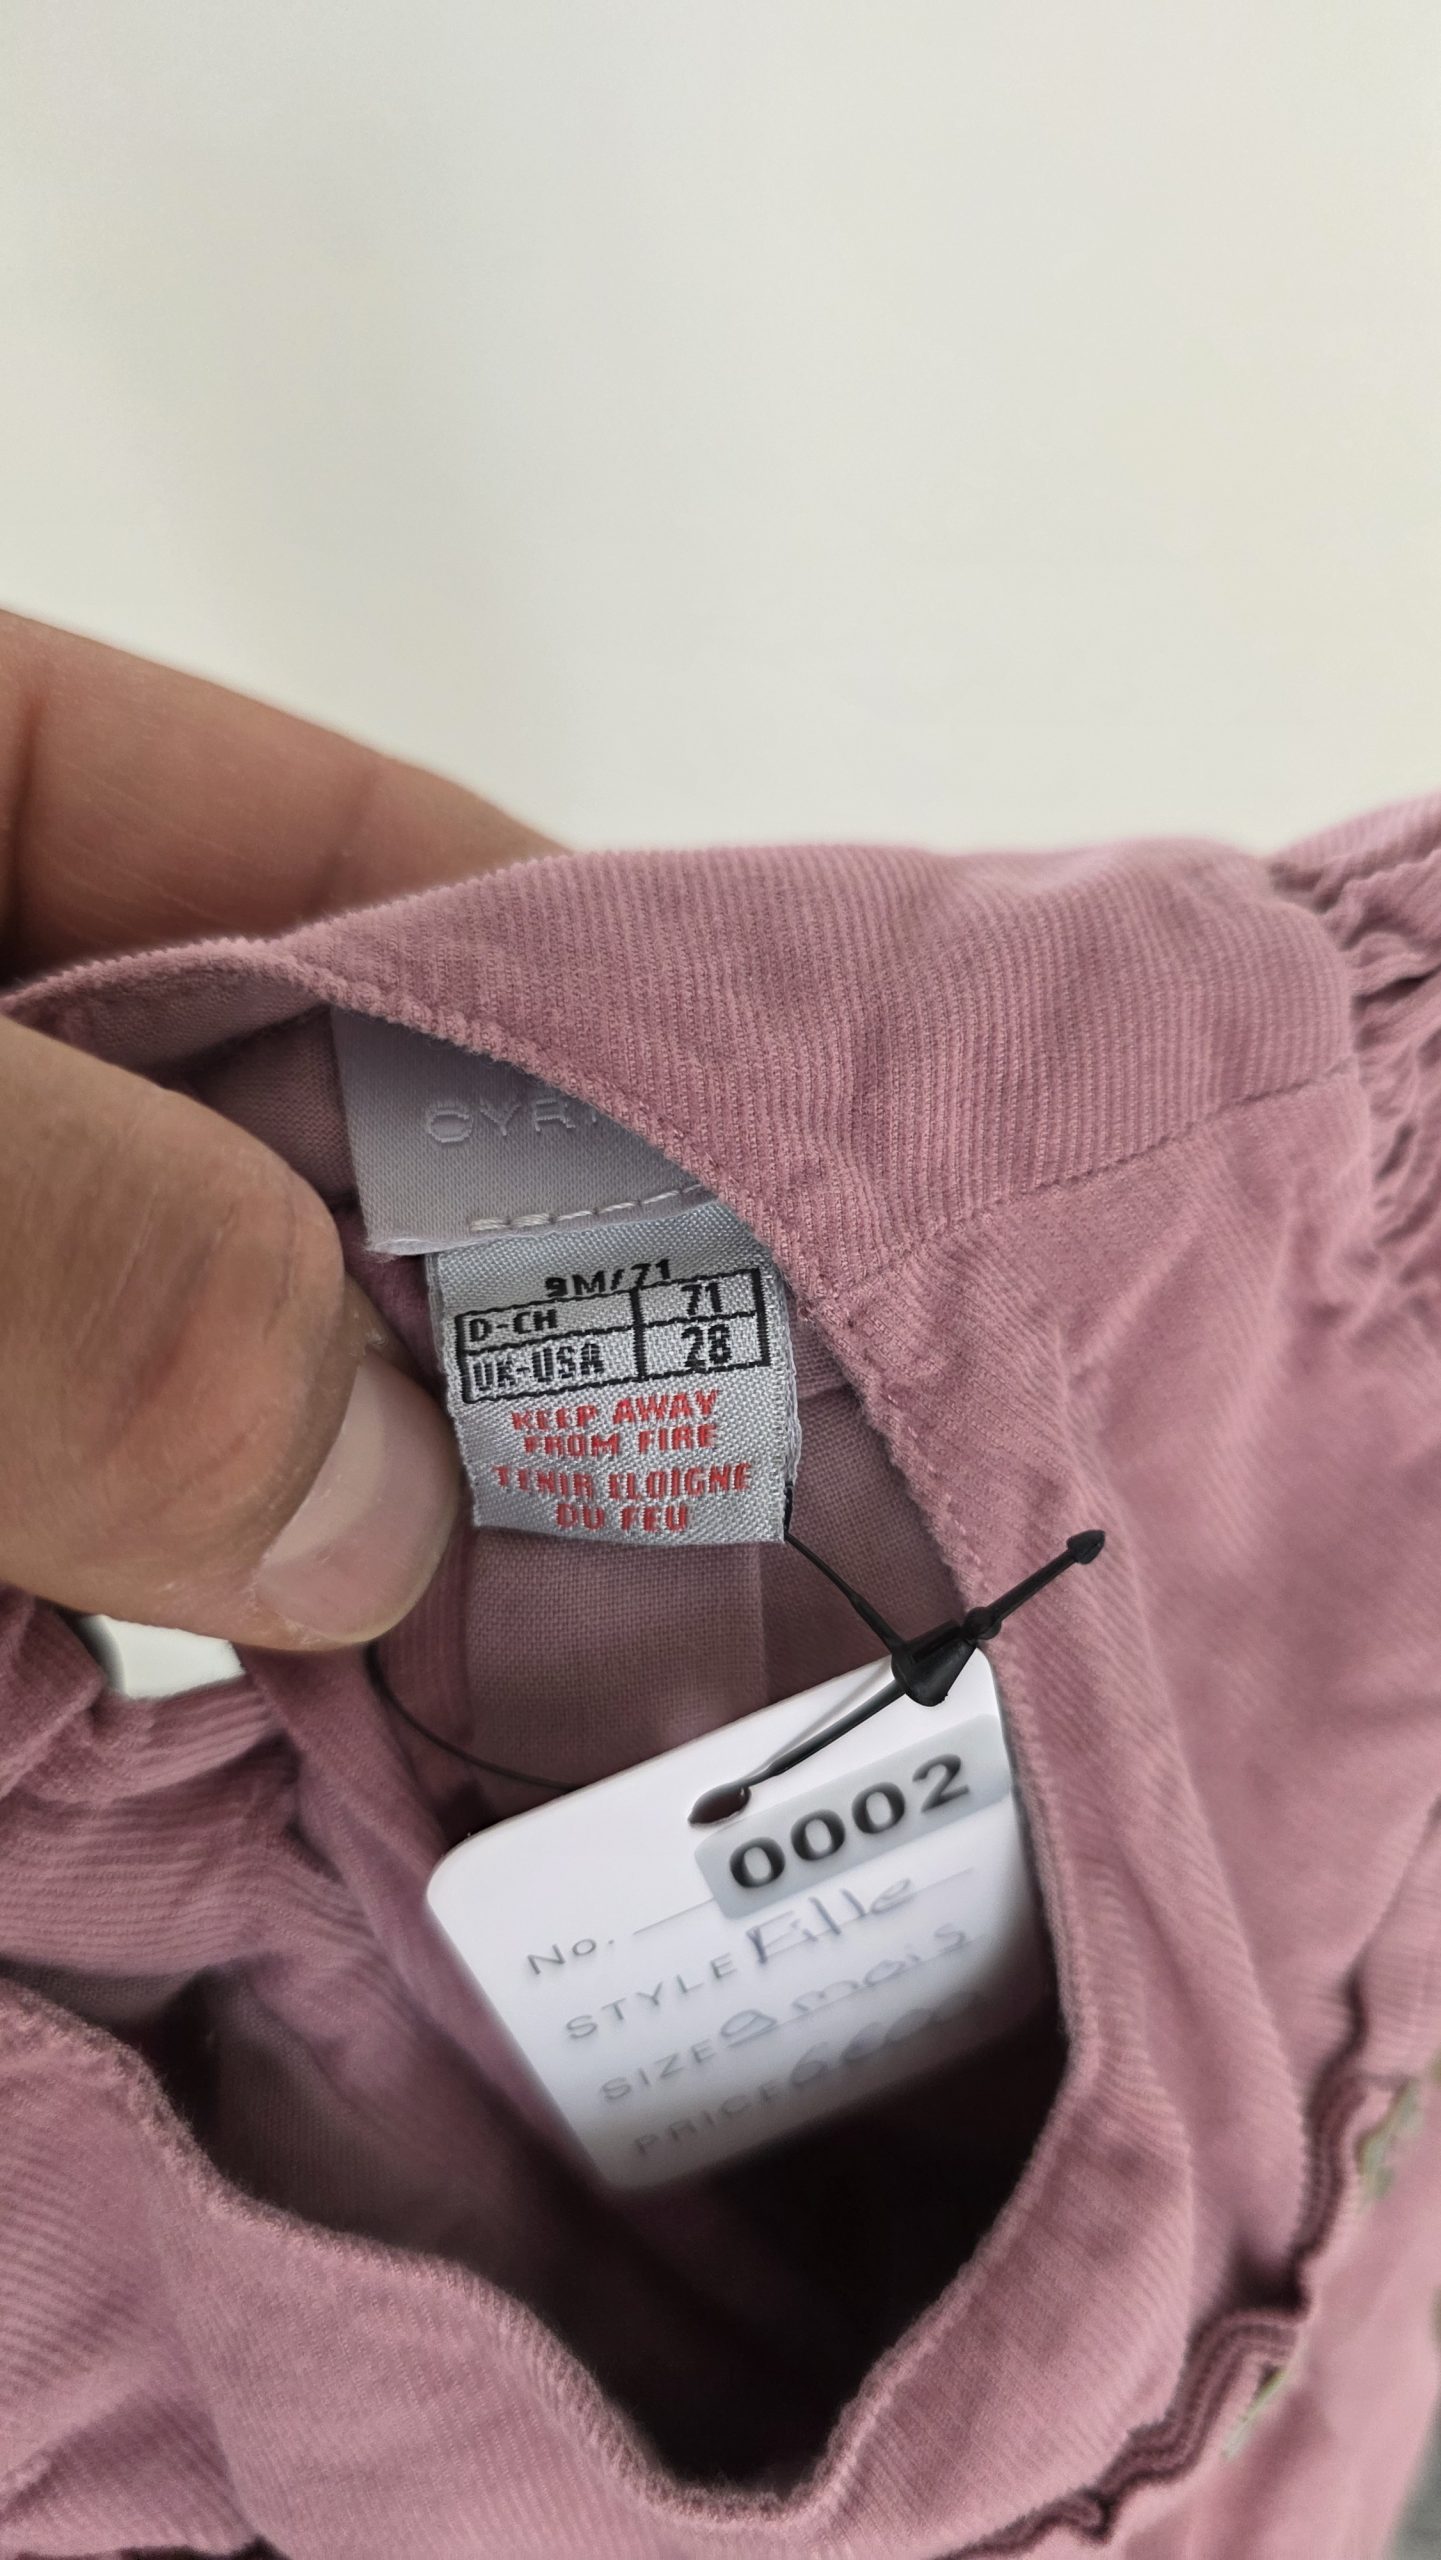 CYR
9M/71
D-CH 71
UK-USA 28
KEEP AWAY
FROM FIRE
TENIR ELOIGNE
DU FEU
0002
No.
STYLE Fille
SIZE 9 mois
PRICE